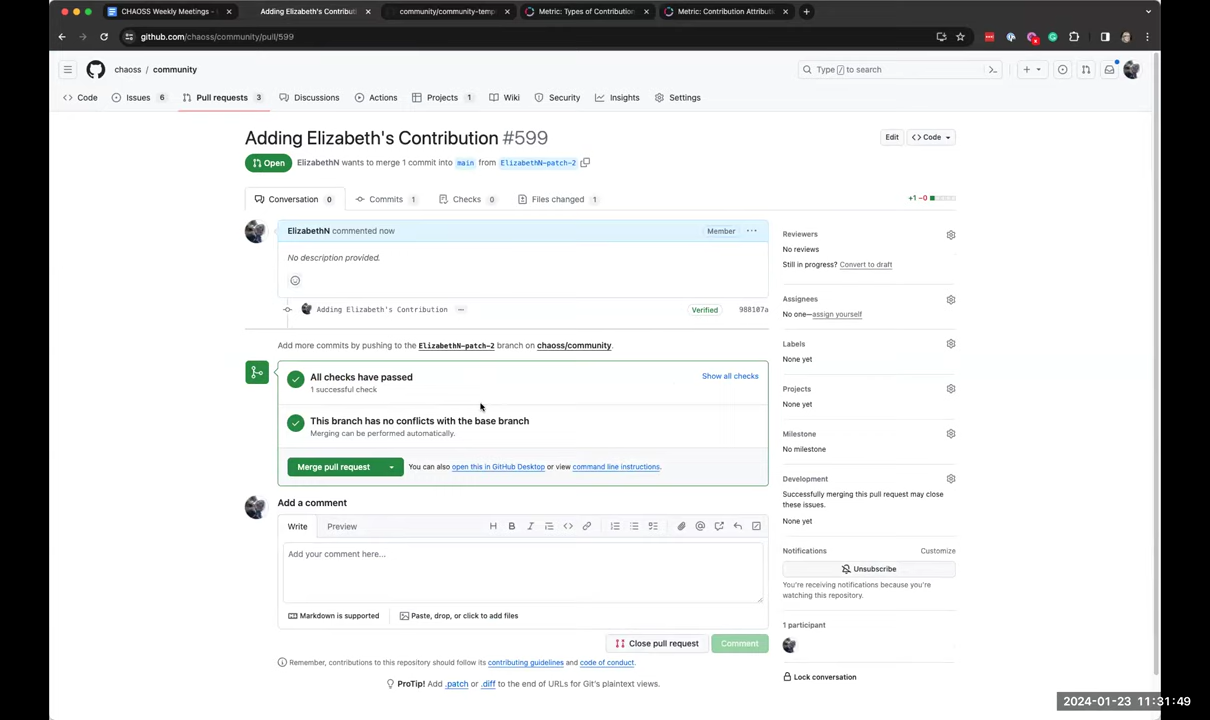 CHAOSS Weekly Meetings -
Adding Elizabeth's Contributi
community/community-temp
Metric: Types of Contribution
Metric: Contribution Attributi
github.com/chaoss/community/pull/599
chaoss / community
Type / to search
Code
Issues 6
Pull requests 3
Discussions
Actions
Projects 1
Wiki
Security
Insights
Settings
Adding Elizabeth's Contribution #599
Edit
<> Code
Open
ElizabethN wants to merge 1 commit into main from ElizabethN-patch-2
Conversation 0
Commits 1
Checks 0
Files changed 1
+1 −0
ElizabethN commented now
Member
No description provided.
Adding Elizabeth's Contribution
Verified
988107a
Add more commits by pushing to the ElizabethN-patch-2 branch on chaoss/community.
All checks have passed
1 successful check
Show all checks
This branch has no conflicts with the base branch
Merging can be performed automatically.
Merge pull request
You can also open this in GitHub Desktop or view command line instructions.
Add a comment
Write
Preview
Add your comment here...
Markdown is supported
Paste, drop, or click to add files
Close pull request
Comment
Remember, contributions to this repository should follow its contributing guidelines and code of conduct.
ProTip! Add .patch or .diff to the end of URLs for Git's plaintext views.
Reviewers
No reviews
Still in progress? Convert to draft
Assignees
No one—assign yourself
Labels
None yet
Projects
None yet
Milestone
No milestone
Development
Successfully merging this pull request may close
these issues.
None yet
Notifications
Customize
Unsubscribe
You're receiving notifications because you're
watching this repository.
1 participant
Lock conversation
2024-01-23 11:31:49